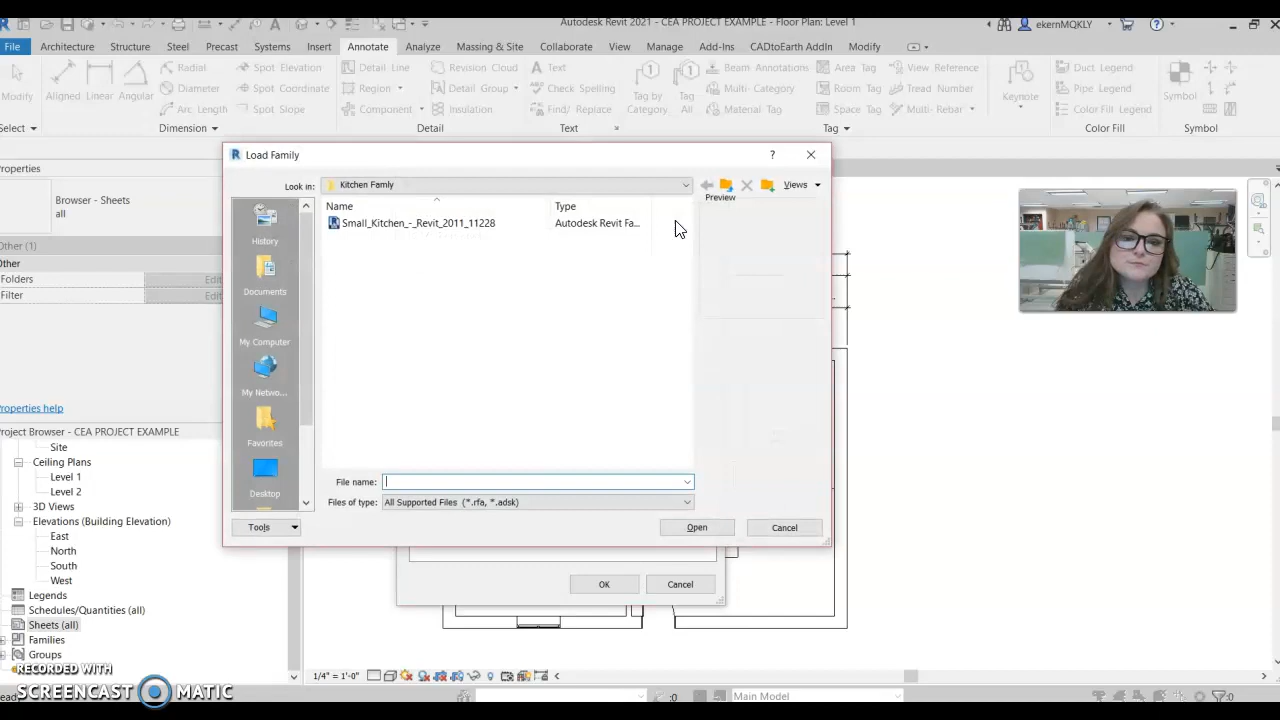 Autodesk Revit 2021 - CEA PROJECT EXAMPLE - Floor Plan: Level 1
ekernMQKLY
File Architecture Structure Steel Precast Systems Insert Annotate Analyze Massing & Site Collaborate View Manage Add-Ins CADtoEarth AddIn Modify
Radial Spot Elevation Detail Line Revision Cloud Text Beam Annotations Area Tag View Reference Duct Legend
Diameter Spot Coordinate Region Detail Group Check Spelling Multi- Category Room Tag Tread Number Pipe Legend
Modify Aligned Linear Angular Tag by Category Tag All Keynote Symbol
Arc Length Spot Slope Component Insulation Find/ Replace Material Tag Space Tag Multi- Rebar Color Fill Legend
Select Dimension Detail Text Tag Color Fill Symbol
Properties
Browser - Sheets
all
Other (1)
Other
Folders Edi
Filter Edi
Properties help
Project Browser - CEA PROJECT EXAMPLE
Site
Ceiling Plans
Level 1
Level 2
3D Views
Elevations (Building Elevation)
East
North
South
West
Legends
Schedules/Quantities (all)
Sheets (all)
Families
Groups
R Load Family ?
Look in: Kitchen Famly Views
Preview
Name Type
Small_Kitchen_-_Revit_2011_11228 Autodesk Revit Fa...
History
Documents
My Computer
My Netwo...
Favorites
Desktop
File name:
Files of type: All Supported Files (*.rfa, *.adsk)
Tools Open Cancel
OK Cancel
1/4" = 1'-0"
RECORDED WITH
SCREENCAST MATIC
:0 Main Model :0